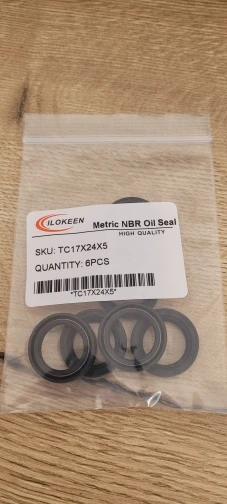 ILOKEEN
Metric NBR Oil Seal
HIGH QUALITY
SKU: TC17X24X5
QUANTITY: 6PCS
*TC17X24X5*